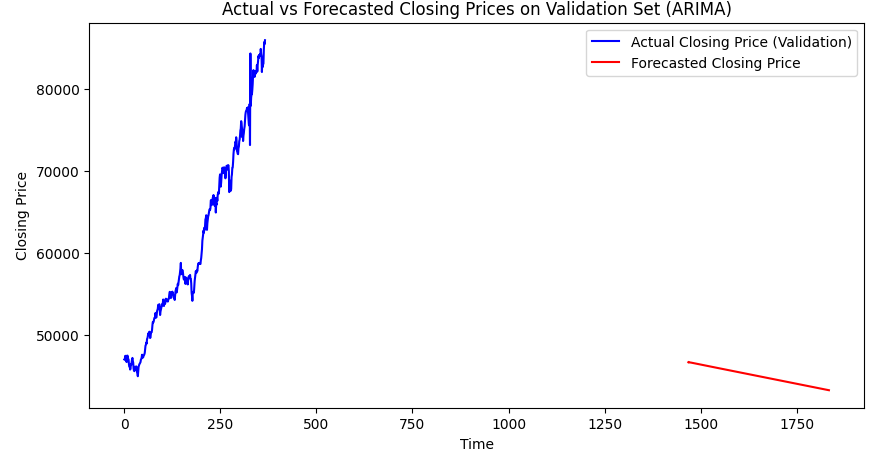 Actual vs Forecasted Closing Prices on Validation Set (ARIMA)
Actual Closing Price (Validation)
Forecasted Closing Price
80000
70000
60000
50000
Closing Price
0 250 500 750 1000 1250 1500 1750
Time